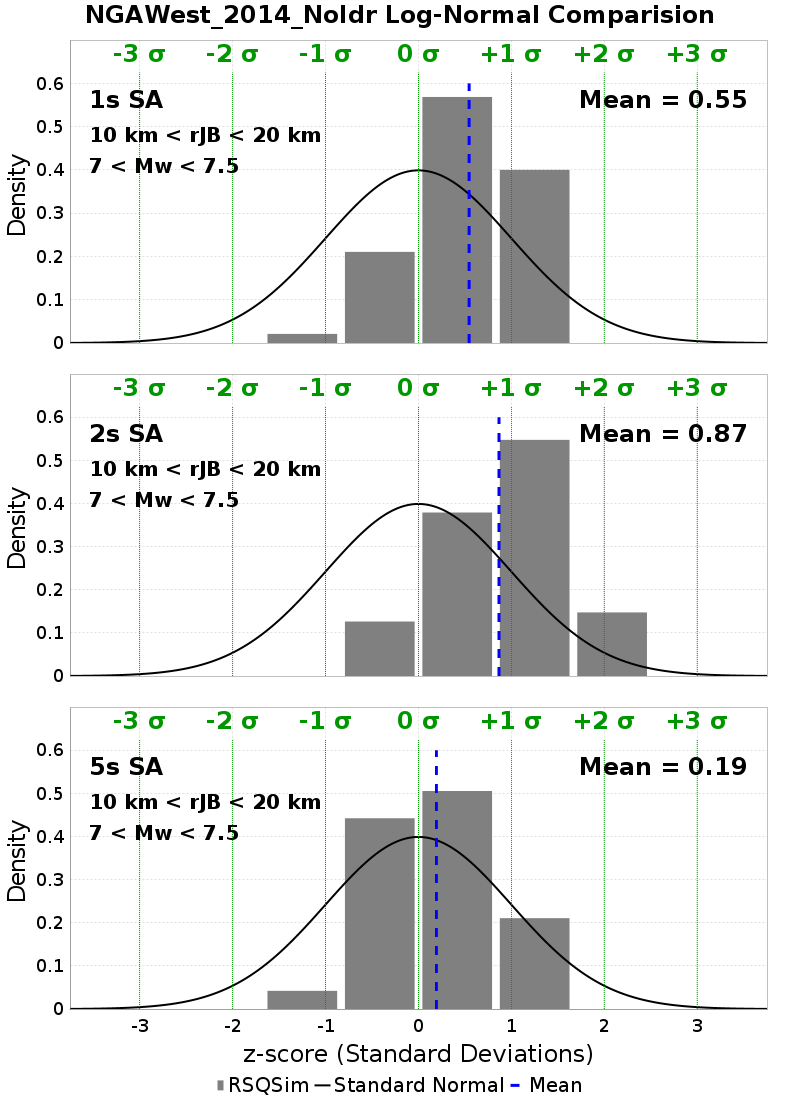 NGAWest_2014_NoIdr Log-Normal Comparision
-3 σ -2 σ -1 σ 0 σ +1 σ +2 σ +3 σ
0.6
1s SA
Mean = 0.55
0.5
10 km < rJB < 20 km
7 < Mw < 7.5
0.4
0.3
0.2
0.1
0
Density
-3 σ -2 σ -1 σ 0 σ +1 σ +2 σ +3 σ
0.6
2s SA
Mean = 0.87
0.5
10 km < rJB < 20 km
7 < Mw < 7.5
0.4
0.3
0.2
0.1
0
Density
-3 σ -2 σ -1 σ 0 σ +1 σ +2 σ +3 σ
0.6
5s SA
Mean = 0.19
0.5
10 km < rJB < 20 km
7 < Mw < 7.5
0.4
0.3
0.2
0.1
0
Density
-3 -2 -1 0 1 2 3
z-score (Standard Deviations)
RSQSim Standard Normal Mean